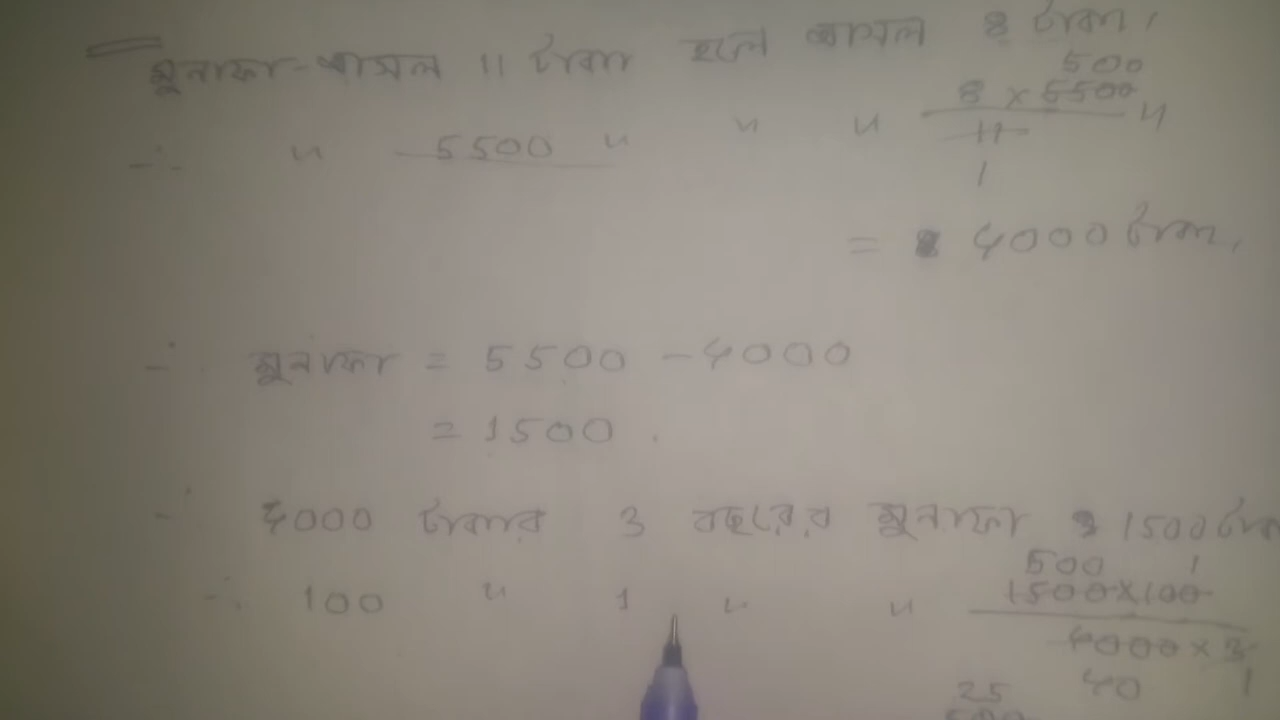 মুনাফা-আসল 11 টাকা হলে আসল 8 টাকা।
500
8 × 5500
∴ " 5500 " " " "
11
1
= 4000 টাকা।
∴ মুনাফা = 5500 - 4000
= 1500.
∴ 4000 টাকার 3 বছরের মুনাফা 1500 টাকা
500 1
1500×100
∴ 100 " 1 " "
4000×3
25 40 1
500